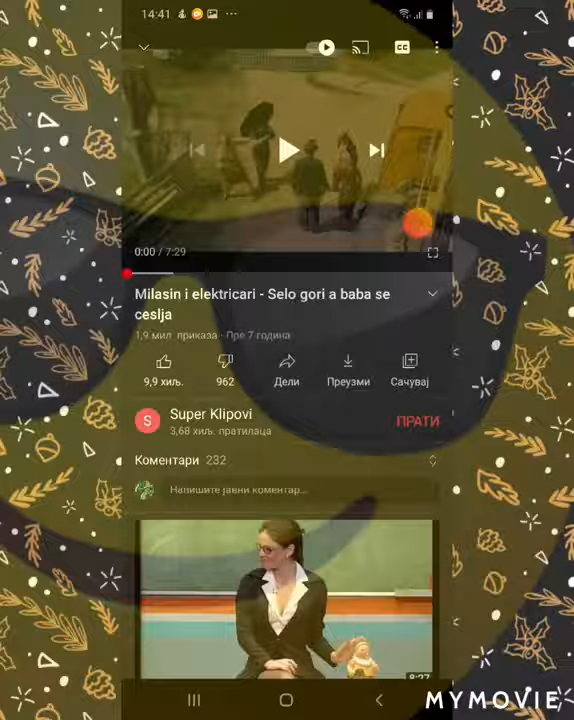 14:41
CC
0:00 / 7:29
Milasin i elektricari - Selo gori a baba se
ceslja
1,9 мил. приказа · Пре 7 година
9,9 хиљ.
962
Дели
Преузми
Сачувај
S
Super Klipovi
3,68 хиљ. пратилаца
ПРАТИ
Коментари 232
Напишите јавни коментар...
8:27
MYMOVIE